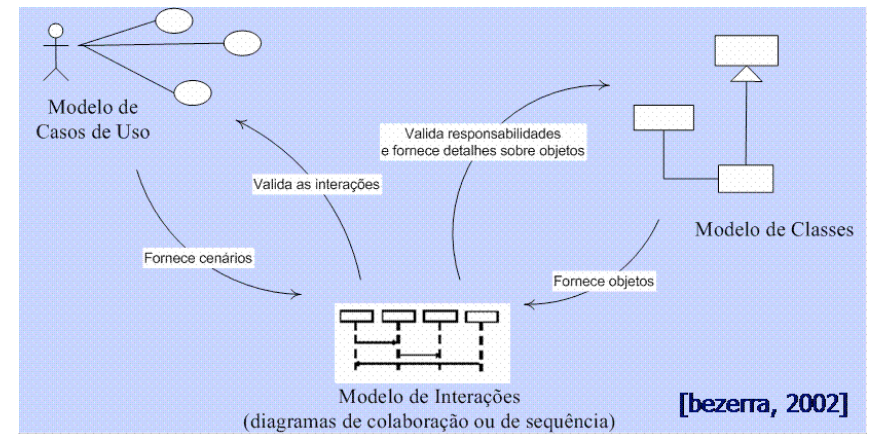 Modelo de
Casos de Uso
Valida responsabilidades
e fornece detalhes sobre objetos
Valida as interações
Modelo de Classes
Fornece cenários
Fornece objetos
Modelo de Interações
(diagramas de colaboração ou de sequência)
[bezerra, 2002]